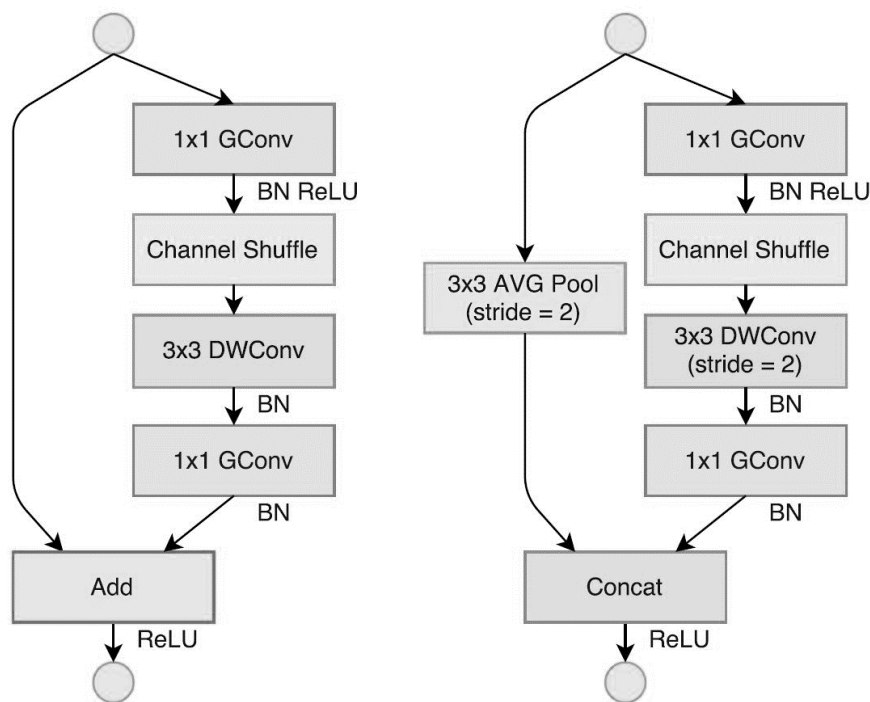 1x1 GConv
BN ReLU
Channel Shuffle
3x3 DWConv
BN
1x1 GConv
BN
Add
ReLU
1x1 GConv
BN ReLU
Channel Shuffle
3x3 AVG Pool
(stride = 2)
3x3 DWConv
(stride = 2)
BN
1x1 GConv
BN
Concat
ReLU